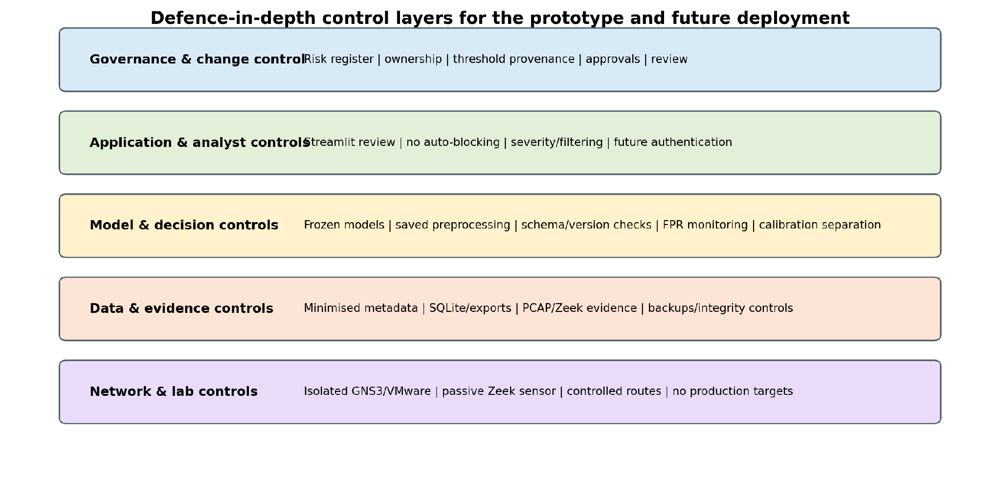 Defence-in-depth control layers for the prototype and future deployment
Governance & change control Risk register | ownership | threshold provenance | approvals | review
Application & analyst controls Streamlit review | no auto-blocking | severity/filtering | future authentication
Model & decision controls Frozen models | saved preprocessing | schema/version checks | FPR monitoring | calibration separation
Data & evidence controls Minimised metadata | SQLite/exports | PCAP/Zeek evidence | backups/integrity controls
Network & lab controls Isolated GNS3/VMware | passive Zeek sensor | controlled routes | no production targets